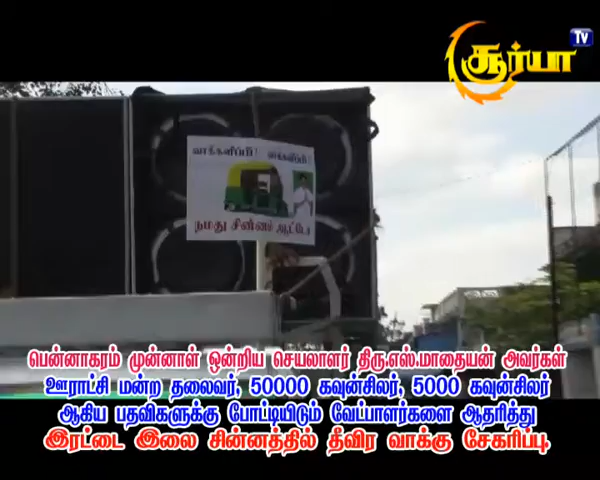 சூர்யா TV
வாக்களிப்பீர்! வாக்களிப்பீர்!
நமது சின்னம் ஆட்டோ
பென்னாகரம் முன்னாள் ஒன்றிய செயலாளர் திரு.எஸ்.மாதையன் அவர்கள்
ஊராட்சி மன்ற தலைவர், 50000 கவுன்சிலர், 5000 கவுன்சிலர்
ஆகிய பதவிகளுக்கு போட்டியிடும் வேட்பாளர்களை ஆதரித்து
இரட்டை இலை சின்னத்தில் தீவிர வாக்கு சேகரிப்பு.